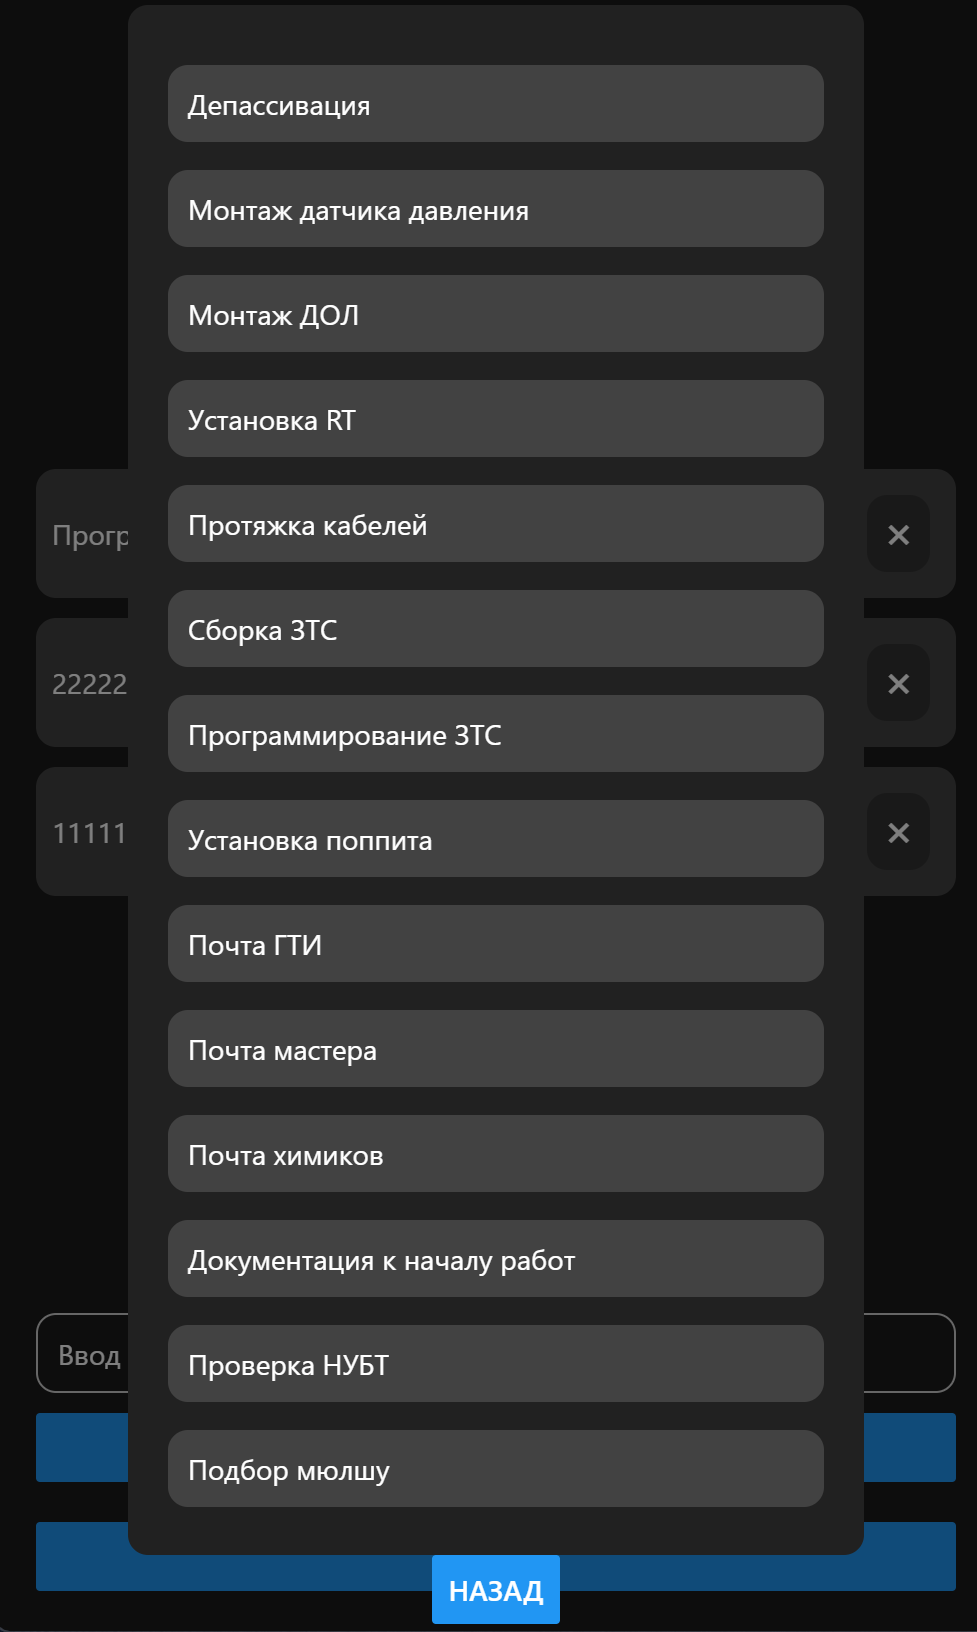 Депассивация
Монтаж датчика давления
Монтаж ДОЛ
Установка RT
Протяжка кабелей
Прогр
Сборка ЗТС
22222
Программирование ЗТС
11111
Установка поппита
Почта ГТИ
Почта мастера
Почта химиков
Документация к началу работ
Ввод
Проверка НУБТ
Подбор мюлшу
НАЗАД